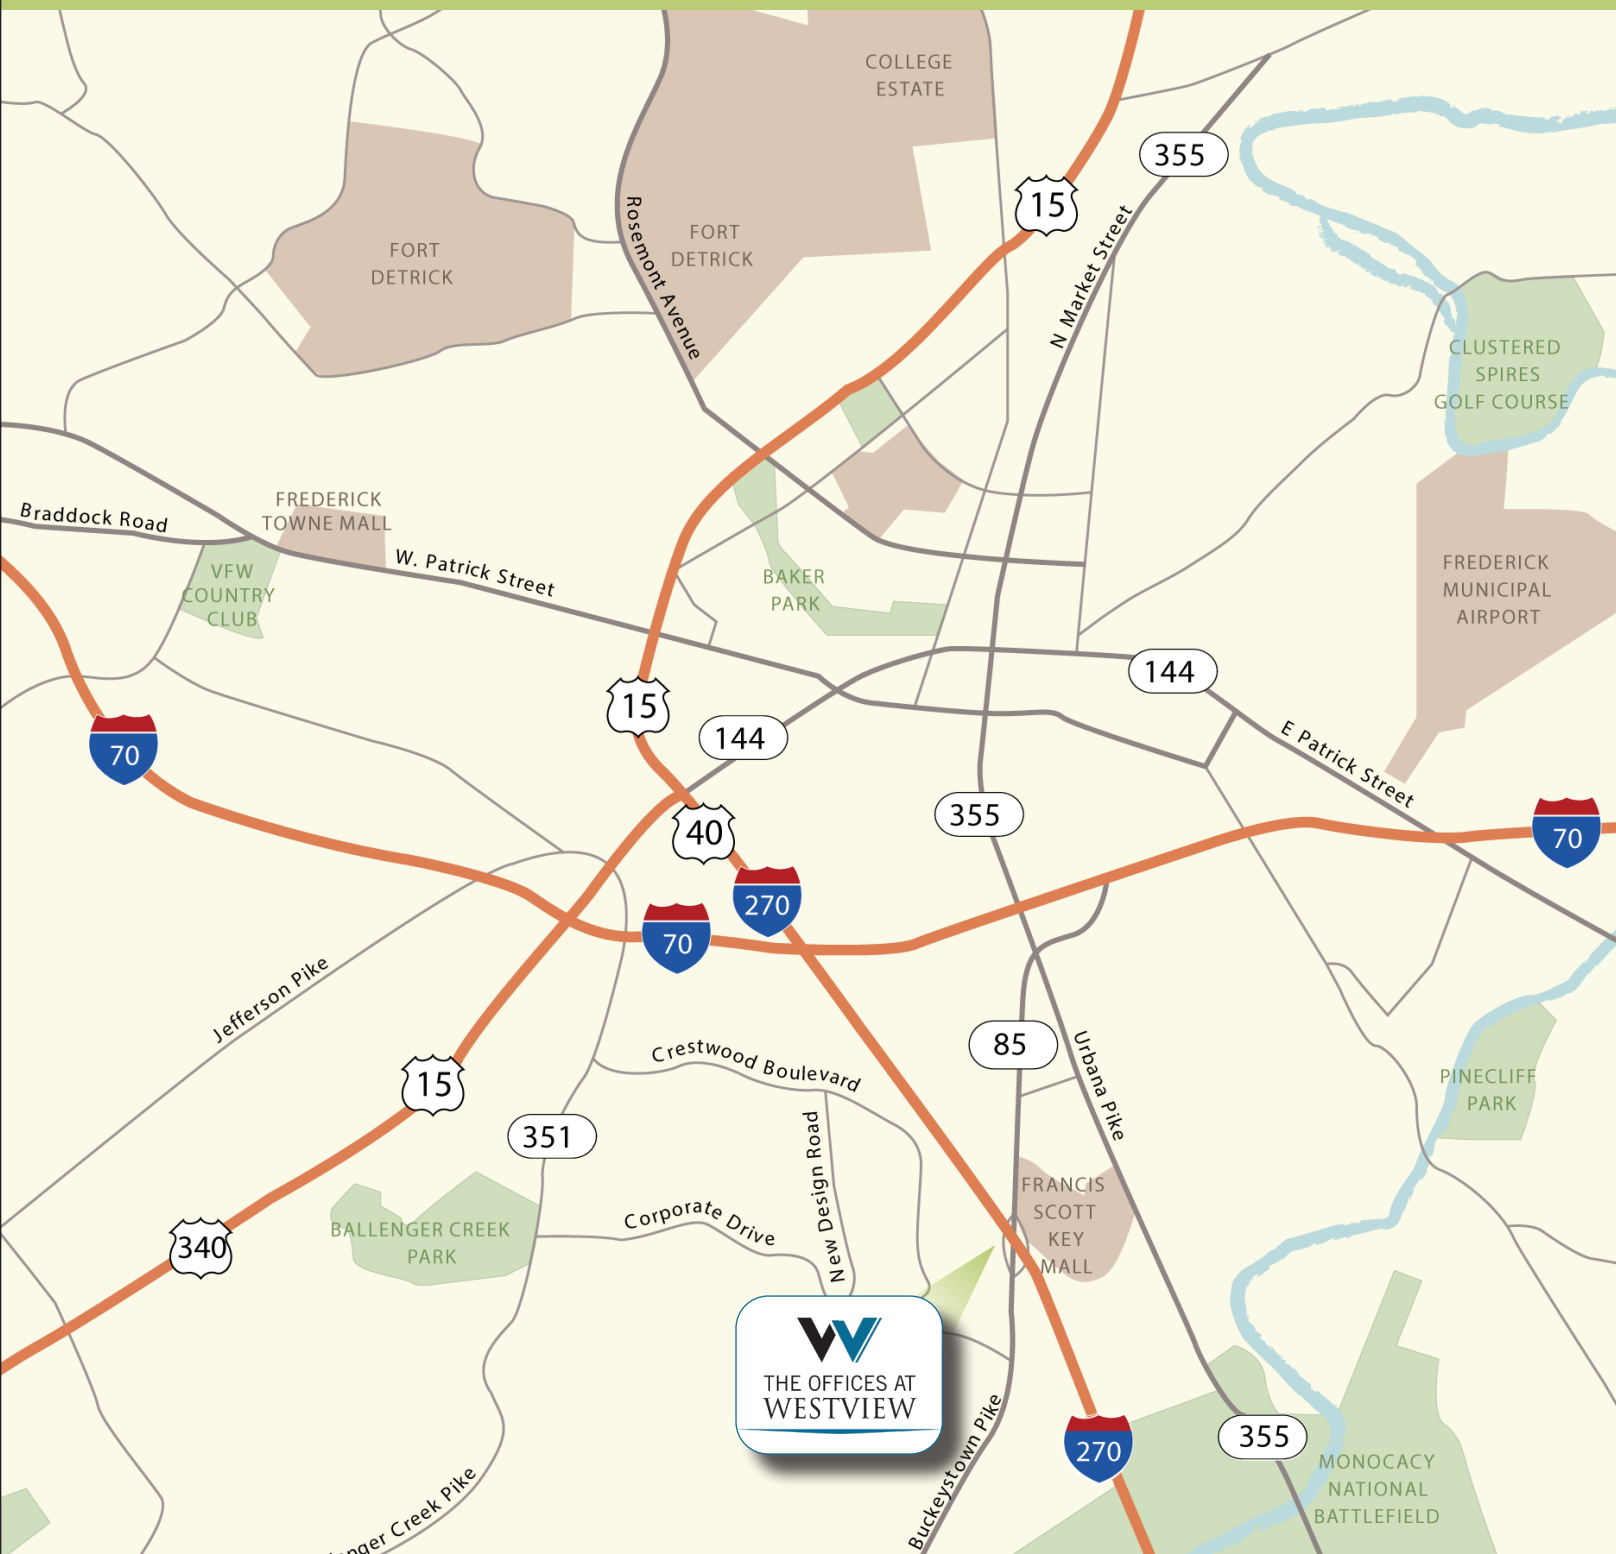 COLLEGE
ESTATE
355
15
Rosemont Avenue
FORT
DETRICK
FORT
DETRICK
N Market Street
CLUSTERED
SPIRES
GOLF COURSE
Braddock Road
FREDERICK
TOWNE MALL
W. Patrick Street
VFW
COUNTRY
CLUB
BAKER
PARK
FREDERICK
MUNICIPAL
AIRPORT
144
15
144
70
E Patrick Street
355
40
70
270
70
Jefferson Pike
85
Crestwood Boulevard
Urbana Pike
15
PINECLIFF
PARK
351
New Design Road
FRANCIS
SCOTT
KEY
MALL
Corporate Drive
BALLENGER CREEK
PARK
340
THE OFFICES AT
WESTVIEW
Buckeystown Pike
270
355
MONOCACY
NATIONAL
BATTLEFIELD
Creek Pike